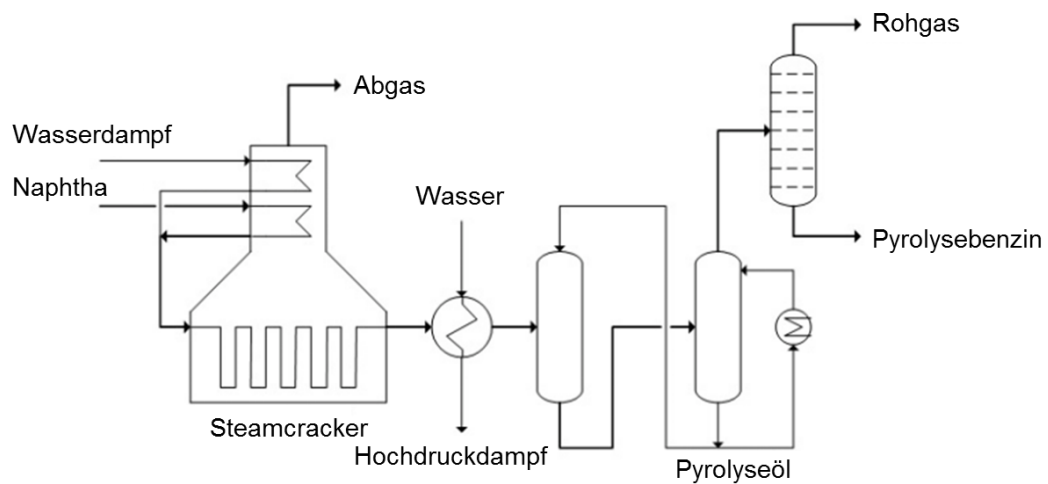 Rohgas
Abgas
Wasserdampf
Naphtha
Wasser
Pyrolysebenzin
Steamcracker
Hochdruckdampf
Pyrolyseöl